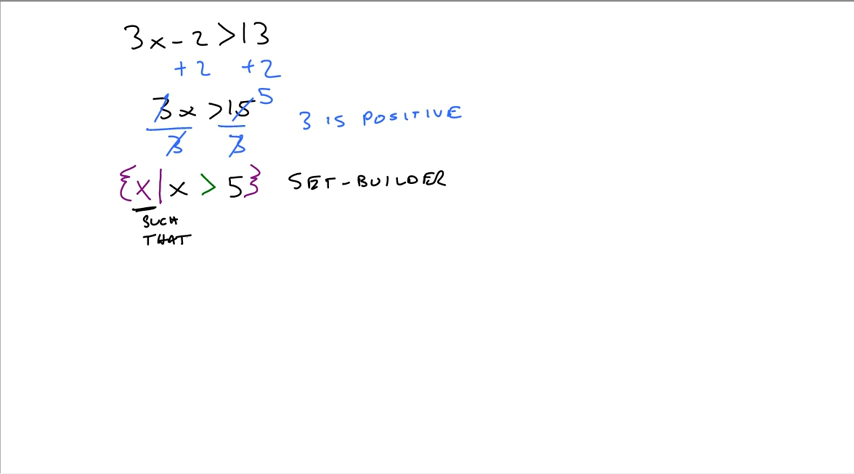 3x-2>13
+2 +2
3x>15 5
3 3
3 IS POSITIVE
{x|x > 5} SET-BUILDER
SUCH
THAT